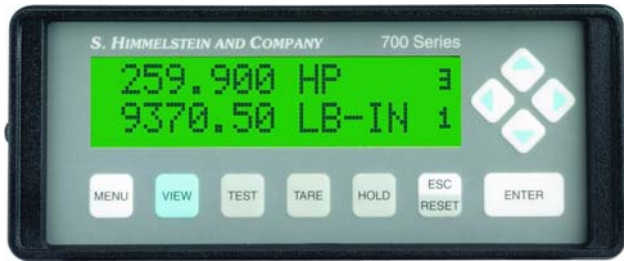 S. HIMMELSTEIN AND COMPANY 700 Series
259.900 HP 3
9370.50 LB-IN 1
MENU VIEW TEST TARE HOLD ESC RESET ENTER